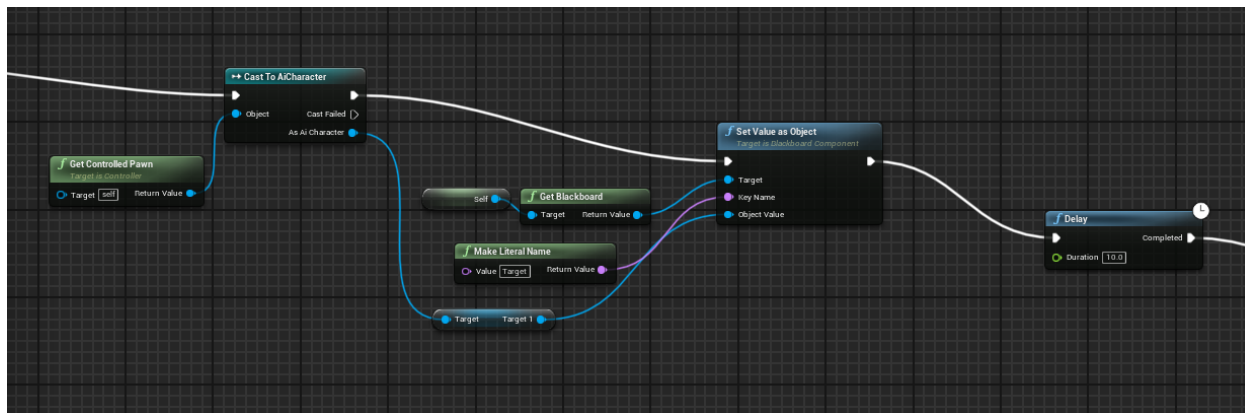 Cast To AiCharacter
Object
Cast Failed
As Ai Character
Get Controlled Pawn
Target is Controller
Target self
Return Value
Self
Get Blackboard
Target
Return Value
Make Literal Name
Value Target
Return Value
Target
Target 1
Set Value as Object
Target is Blackboard Component
Target
Key Name
Object Value
Delay
Completed
Duration 10.0